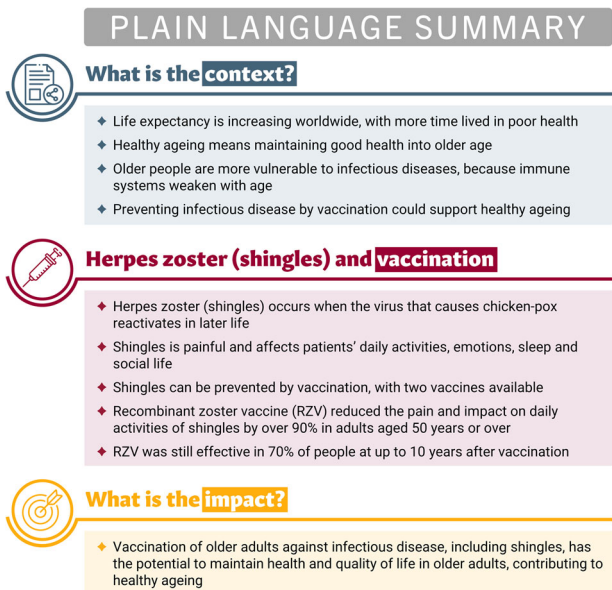 PLAIN LANGUAGE SUMMARY
What is the context?
✦ Life expectancy is increasing worldwide, with more time lived in poor health
✦ Healthy ageing means maintaining good health into older age
✦ Older people are more vulnerable to infectious diseases, because immune
systems weaken with age
✦ Preventing infectious disease by vaccination could support healthy ageing
Herpes zoster (shingles) and vaccination
✦ Herpes zoster (shingles) occurs when the virus that causes chicken-pox
reactivates in later life
✦ Shingles is painful and affects patients' daily activities, emotions, sleep and
social life
✦ Shingles can be prevented by vaccination, with two vaccines available
✦ Recombinant zoster vaccine (RZV) reduced the pain and impact on daily
activities of shingles by over 90% in adults aged 50 years or over
✦ RZV was still effective in 70% of people at up to 10 years after vaccination
What is the impact?
✦ Vaccination of older adults against infectious disease, including shingles, has
the potential to maintain health and quality of life in older adults, contributing to
healthy ageing